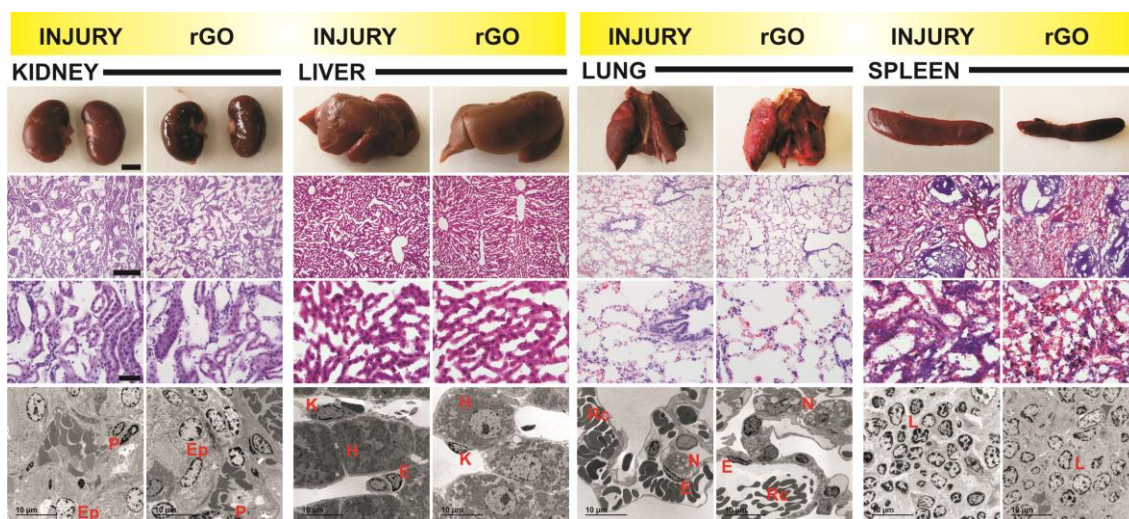 INJURY rGO INJURY rGO INJURY rGO INJURY rGO
KIDNEY LIVER LUNG SPLEEN
K H Rc N L
P Ep H K N E L
Ep P E E Rc
10 µm 10 µm 10 µm 10 µm 10 µm 10 µm 10 µm 10 µm